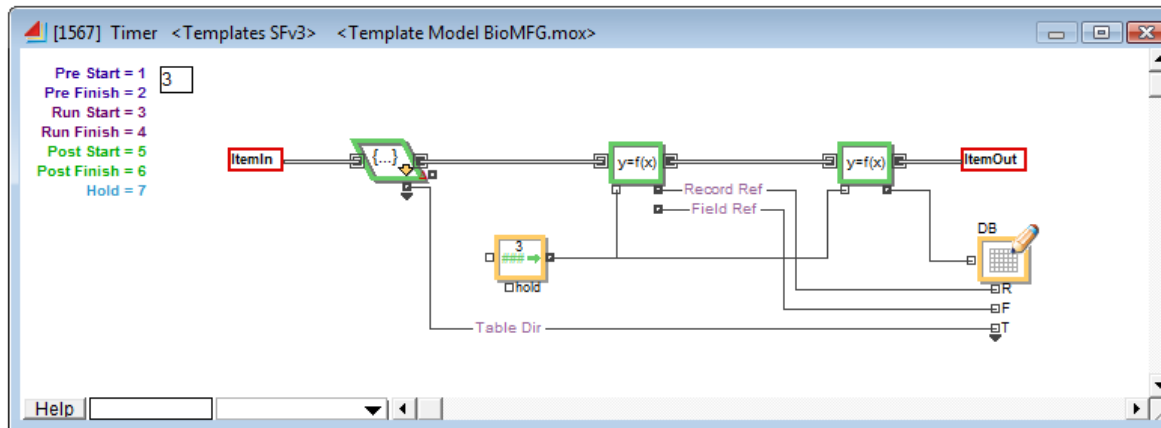 [1567] Timer <Templates SFv3> <Template Model BioMFG.mox>
Pre Start = 1
3
Pre Finish = 2
Run Start = 3
Run Finish = 4
Post Start = 5
Post Finish = 6
Hold = 7
ItemIn
{...}
y=f(x)
y=f(x)
ItemOut
Record Ref
Field Ref
DB
3
###
hold
R
F
Table Dir
T
Help